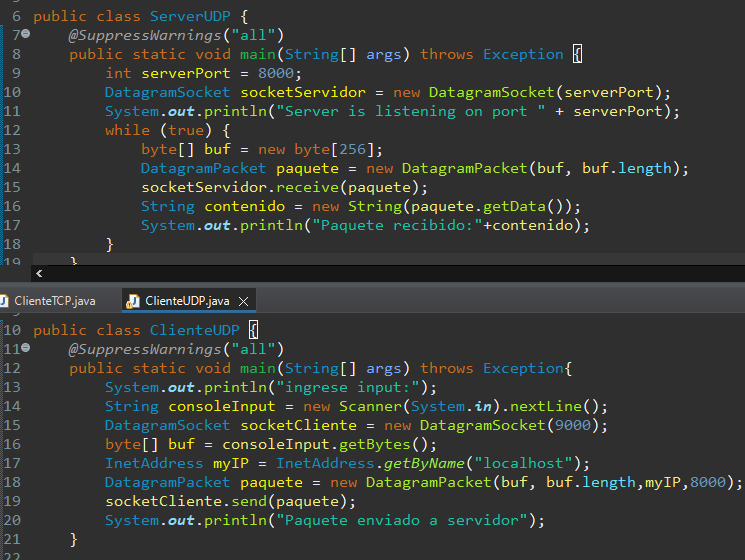 6 public class ServerUDP {
7 @SuppressWarnings("all")
8 public static void main(String[] args) throws Exception {
9 int serverPort = 8000;
10 DatagramSocket socketServidor = new DatagramSocket(serverPort);
11 System.out.println("Server is listening on port " + serverPort);
12 while (true) {
13 byte[] buf = new byte[256];
14 DatagramPacket paquete = new DatagramPacket(buf, buf.length);
15 socketServidor.receive(paquete);
16 String contenido = new String(paquete.getData());
17 System.out.println("Paquete recibido:"+contenido);
18 }
19 }
ClienteTCP.java ClienteUDP.java
10 public class ClienteUDP {
11 @SuppressWarnings("all")
12 public static void main(String[] args) throws Exception{
13 System.out.println("ingrese input:");
14 String consoleInput = new Scanner(System.in).nextLine();
15 DatagramSocket socketCliente = new DatagramSocket(9000);
16 byte[] buf = consoleInput.getBytes();
17 InetAddress myIP = InetAddress.getByName("localhost");
18 DatagramPacket paquete = new DatagramPacket(buf, buf.length,myIP,8000);
19 socketCliente.send(paquete);
20 System.out.println("Paquete enviado a servidor");
21 }
22